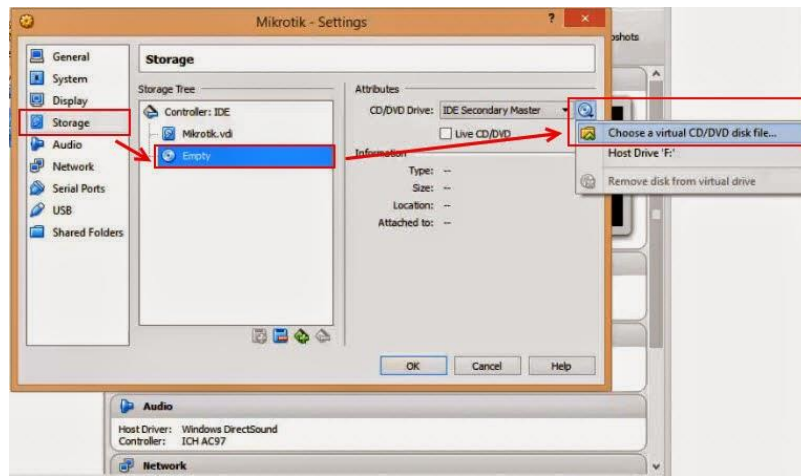 Mikrotik - Settings
?
×
pshots
General
System
Display
Storage
Audio
Network
Serial Ports
USB
Shared Folders
Storage
Storage Tree
Controller: IDE
Mikrotik.vdi
Empty
Attributes
CD/DVD Drive: IDE Secondary Master
Live CD/DVD
Information
Type: --
Size: --
Location: --
Attached to: --
Choose a virtual CD/DVD disk file...
Host Drive 'F:'
Remove disk from virtual drive
OK Cancel Help
Audio
Host Driver: Windows DirectSound
Controller: ICH AC97
Network